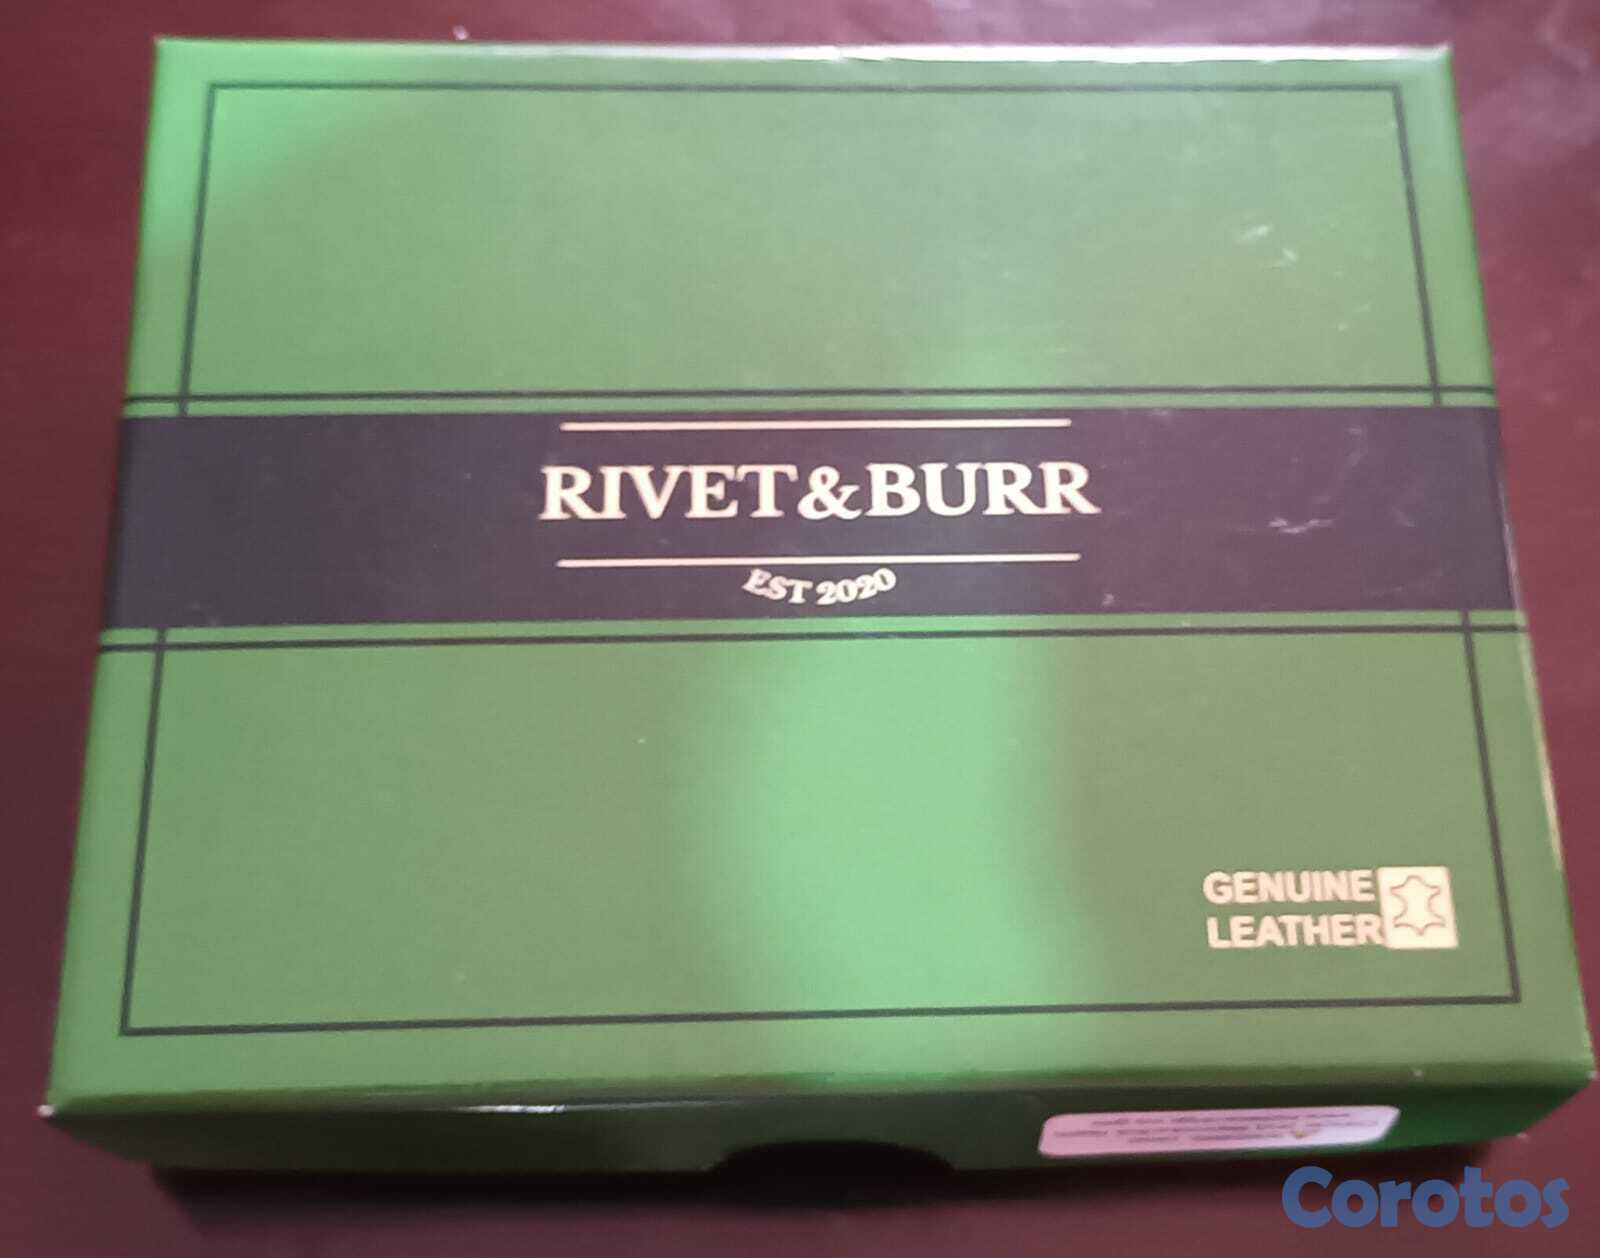 RIVET&BURR
EST 2020
GENUINE
LEATHER
Corotos